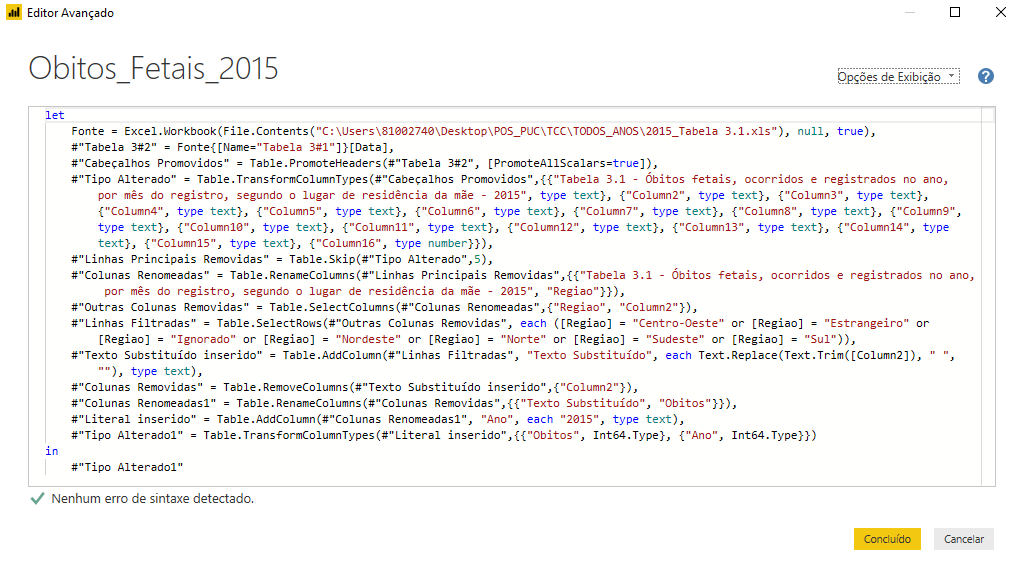 Editor Avançado
Obitos_Fetais_2015
Opções de Exibição
let
Fonte = Excel.Workbook(File.Contents("C:\Users\81002740\Desktop\POS_PUC\TCC\TODOS_ANOS\2015_Tabela 3.1.xls"), null, true),
#"Tabela 3#2" = Fonte{[Name="Tabela 3#1"]}[Data],
#"Cabeçalhos Promovidos" = Table.PromoteHeaders(#"Tabela 3#2", [PromoteAllScalars=true]),
#"Tipo Alterado" = Table.TransformColumnTypes(#"Cabeçalhos Promovidos",{{"Tabela 3.1 - Óbitos fetais, ocorridos e registrados no ano,
por mês do registro, segundo o lugar de residência da mãe - 2015", type text}, {"Column2", type text}, {"Column3", type text},
{"Column4", type text}, {"Column5", type text}, {"Column6", type text}, {"Column7", type text}, {"Column8", type text}, {"Column9",
type text}, {"Column10", type text}, {"Column11", type text}, {"Column12", type text}, {"Column13", type text}, {"Column14", type
text}, {"Column15", type text}, {"Column16", type number}}),
#"Linhas Principais Removidas" = Table.Skip(#"Tipo Alterado",5),
#"Colunas Renomeadas" = Table.RenameColumns(#"Linhas Principais Removidas",{{"Tabela 3.1 - Óbitos fetais, ocorridos e registrados no ano,
por mês do registro, segundo o lugar de residência da mãe - 2015", "Regiao"}}),
#"Outras Colunas Removidas" = Table.SelectColumns(#"Colunas Renomeadas",{"Regiao", "Column2"}),
#"Linhas Filtradas" = Table.SelectRows(#"Outras Colunas Removidas", each ([Regiao] = "Centro-Oeste" or [Regiao] = "Estrangeiro" or
[Regiao] = "Ignorado" or [Regiao] = "Nordeste" or [Regiao] = "Norte" or [Regiao] = "Sudeste" or [Regiao] = "Sul")),
#"Texto Substituído inserido" = Table.AddColumn(#"Linhas Filtradas", "Texto Substituído", each Text.Replace(Text.Trim([Column2]), " ",
""), type text),
#"Colunas Removidas" = Table.RemoveColumns(#"Texto Substituído inserido",{"Column2"}),
#"Colunas Renomeadas1" = Table.RenameColumns(#"Colunas Removidas",{{"Texto Substituído", "Obitos"}}),
#"Literal inserido" = Table.AddColumn(#"Colunas Renomeadas1", "Ano", each "2015", type text),
#"Tipo Alterado1" = Table.TransformColumnTypes(#"Literal inserido",{{"Obitos", Int64.Type}, {"Ano", Int64.Type}})
in
#"Tipo Alterado1"
Nenhum erro de sintaxe detectado.
Concluído
Cancelar